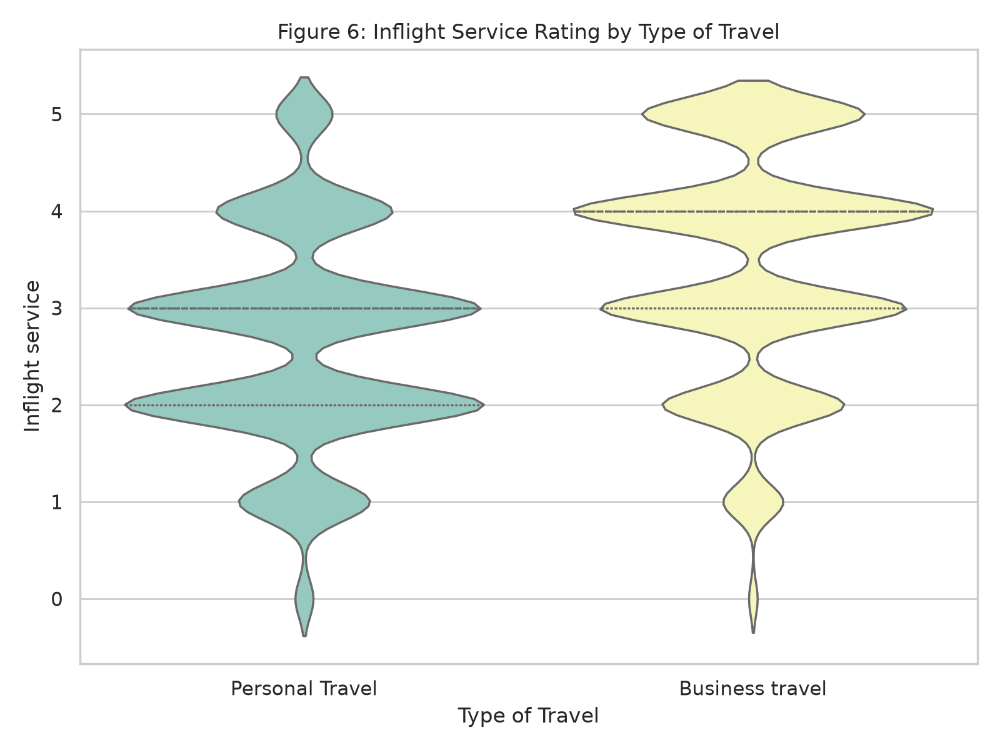 Figure 6: Inflight Service Rating by Type of Travel
Inflight service
5
4
3
2
1
0
Personal Travel
Business travel
Type of Travel